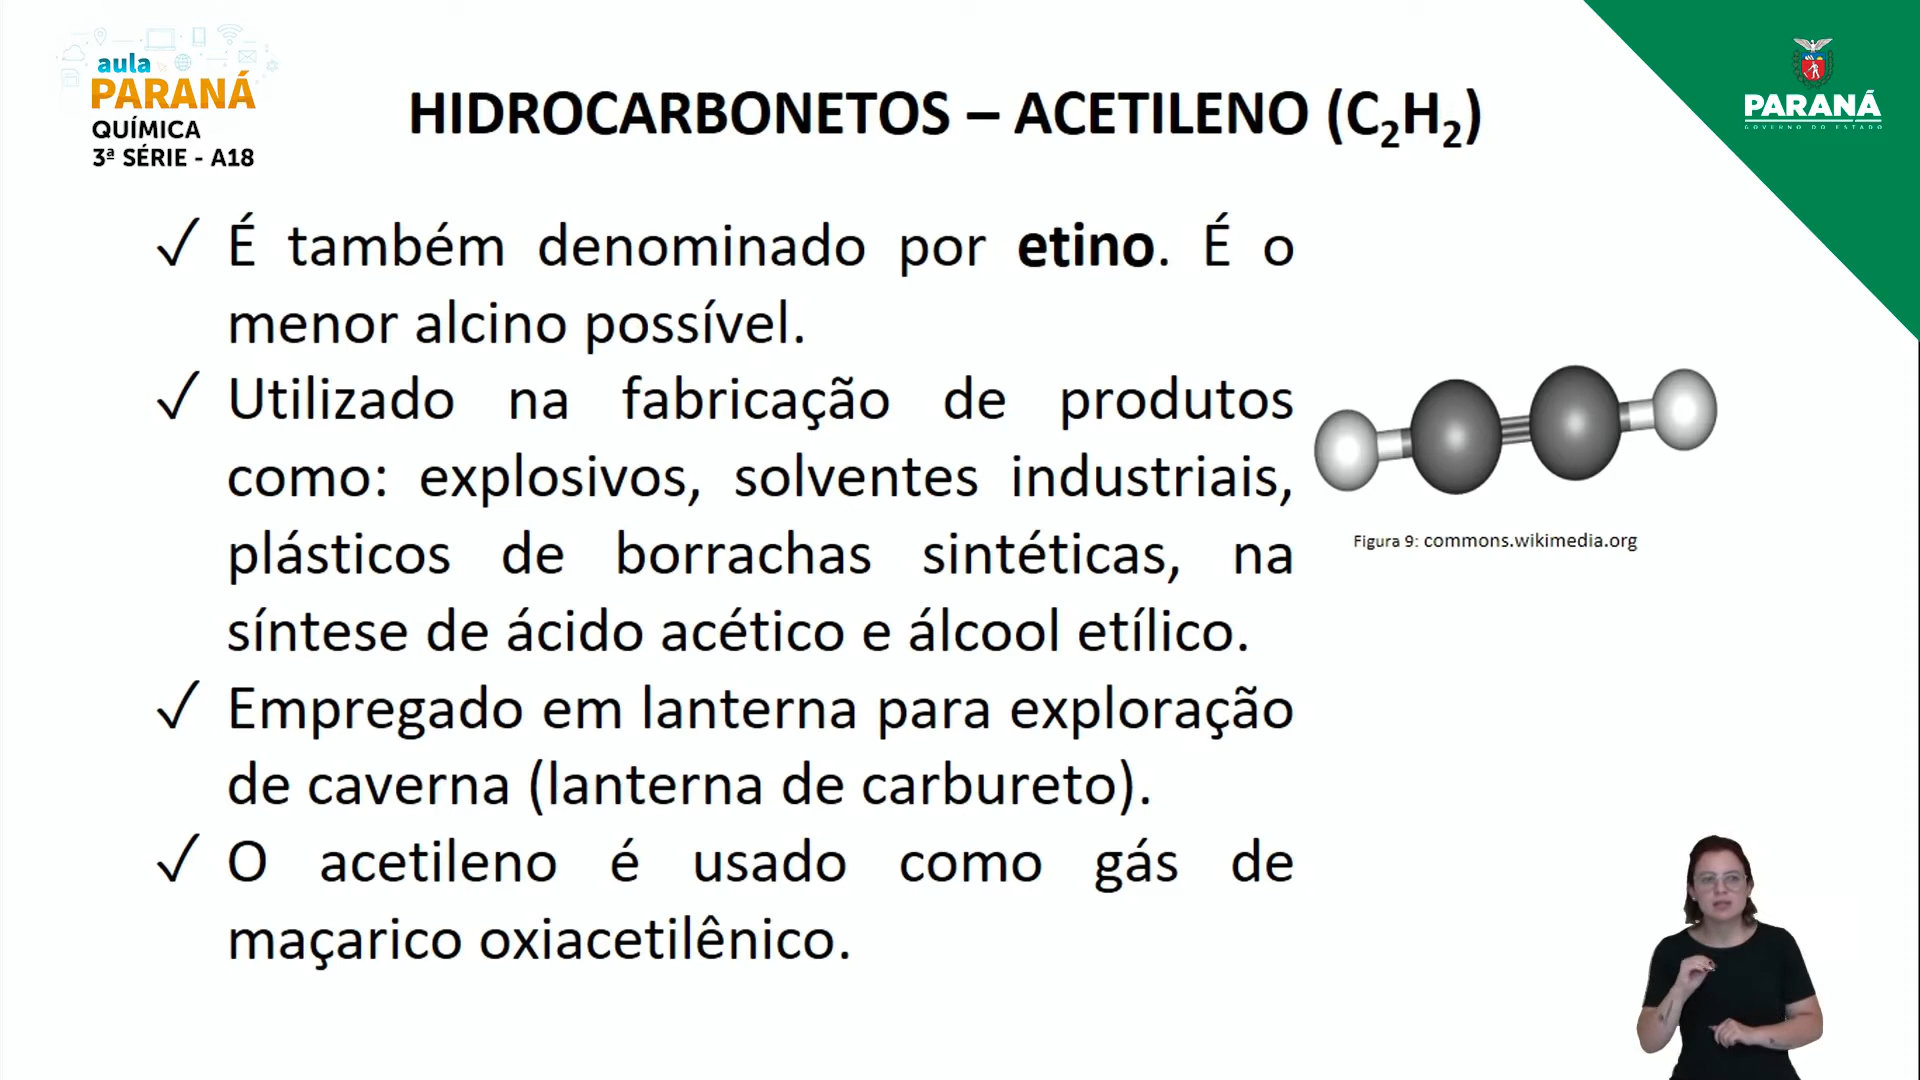 aula
PARANÁ
QUÍMICA
3ª SÉRIE - A18
HIDROCARBONETOS – ACETILENO (C₂H₂)
PARANÁ
GOVERNO DO ESTADO
✓ É também denominado por etino. É o
menor alcino possível.
✓ Utilizado na fabricação de produtos
como: explosivos, solventes industriais,
plásticos de borrachas sintéticas, na
síntese de ácido acético e álcool etílico.
✓ Empregado em lanterna para exploração
de caverna (lanterna de carbureto).
✓ O acetileno é usado como gás de
maçarico oxiacetilênico.
Figura 9: commons.wikimedia.org